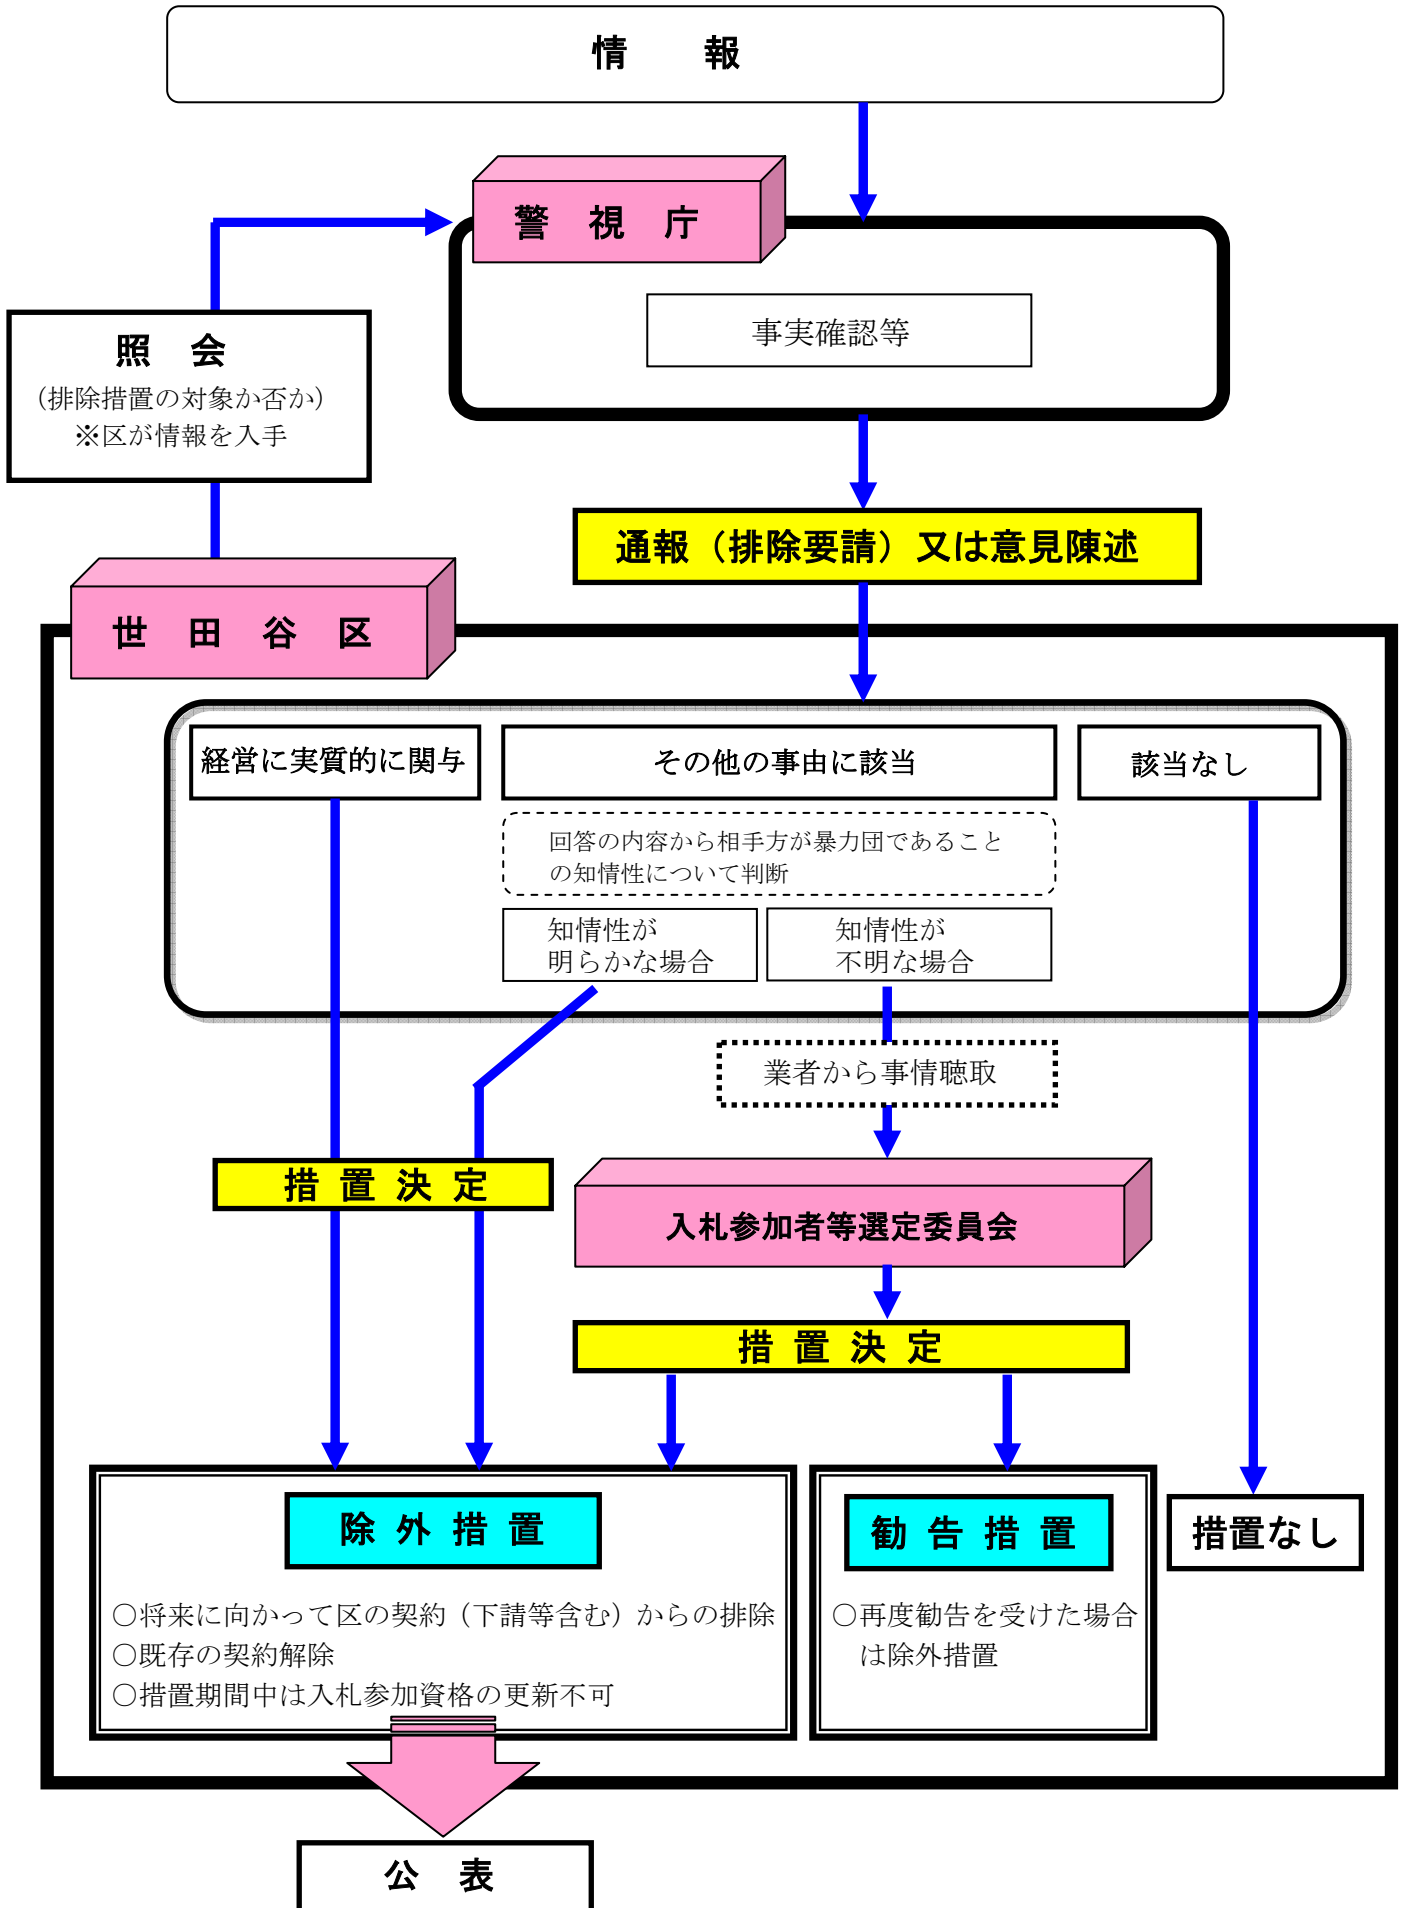 情　報
警　視　庁
事実確認等
照　会
（排除措置の対象か否か）
※区が情報を入手
通報（排除要請）又は意見陳述
世　田　谷　区
経営に実質的に関与
その他の事由に該当
該当なし
回答の内容から相手方が暴力団であること
の知情性について判断
知情性が
明らかな場合
知情性が
不明な場合
業者から事情聴取
措 置 決 定
入札参加者等選定委員会
措 置 決 定
除 外 措 置
○将来に向かって区の契約（下請等含む）からの排除
○既存の契約解除
○措置期間中は入札参加資格の更新不可
勧 告 措 置
○再度勧告を受けた場合
は除外措置
措置なし
公　表